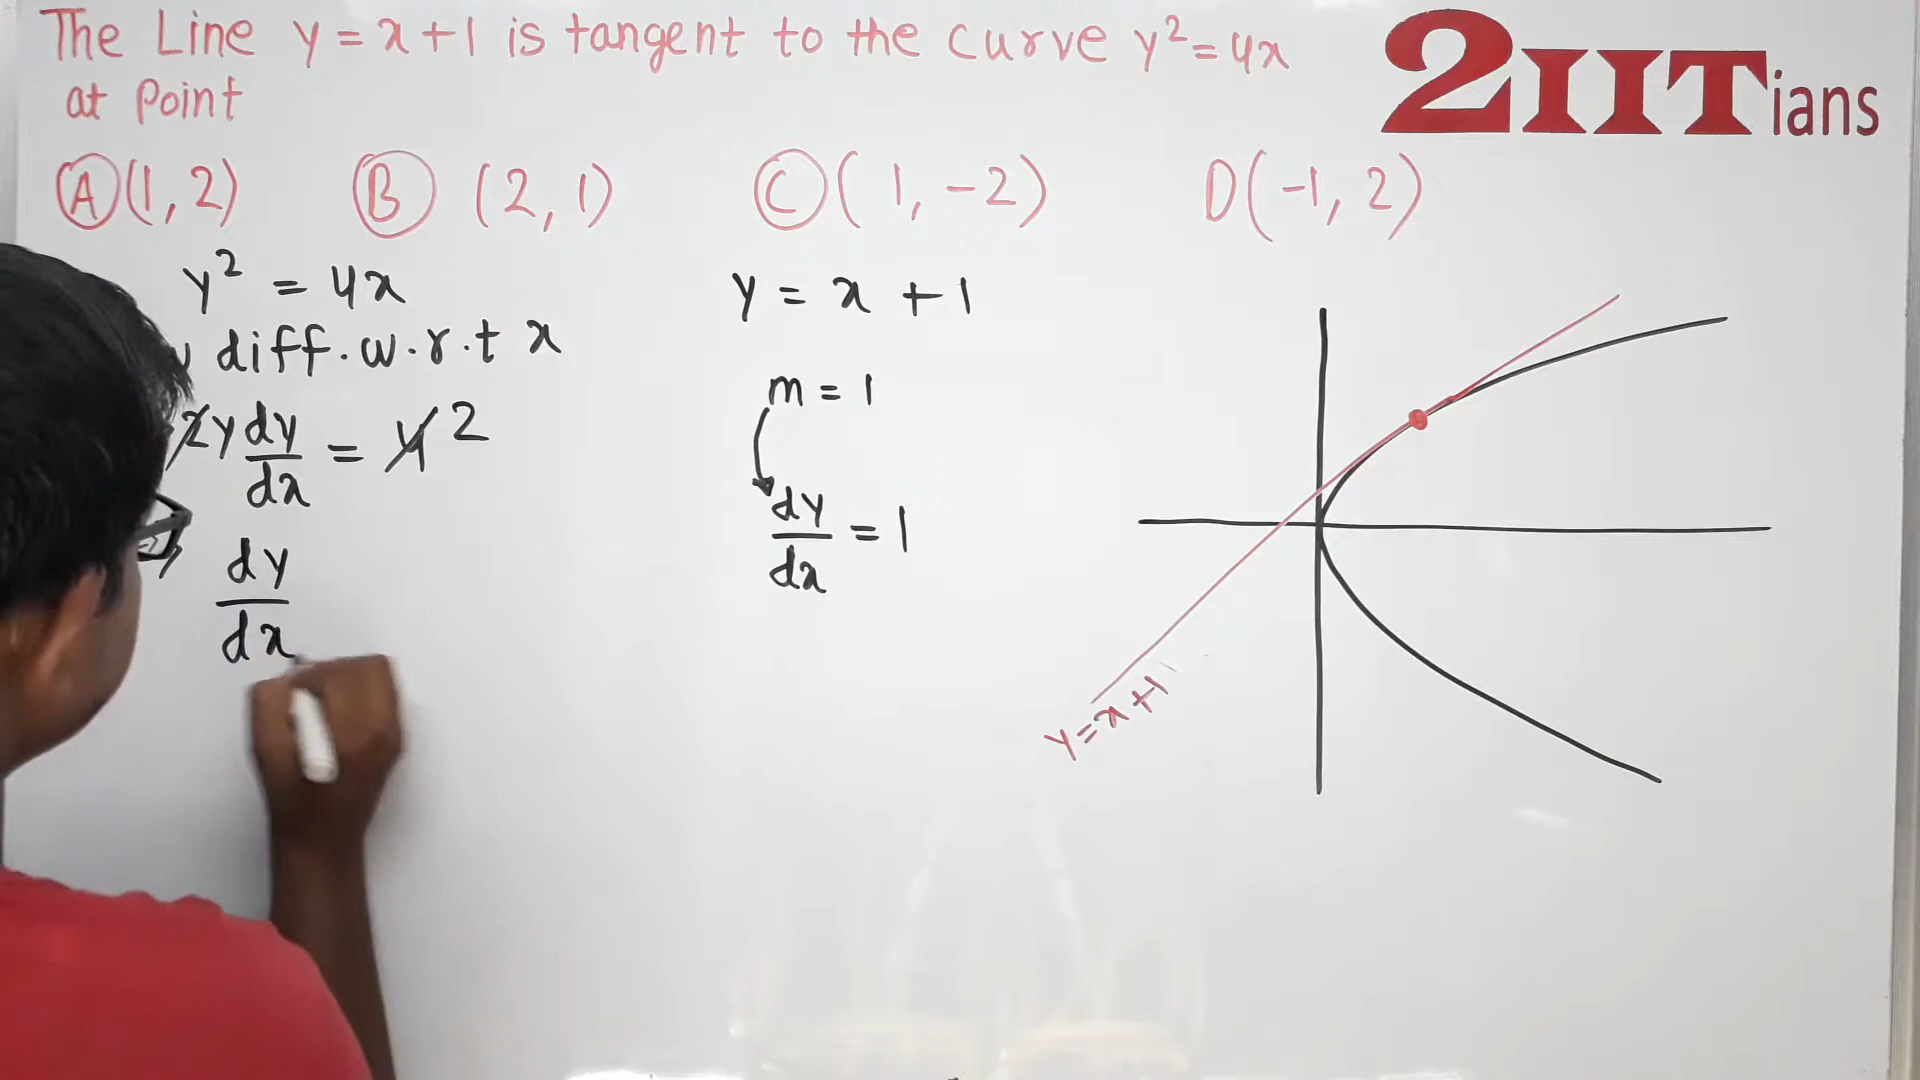 The Line y = x+1 is tangent to the curve y² = 4x
at Point
2IITians
(A) (1, 2) (B) (2, 1) (C) (1, -2) D (-1, 2)
y² = 4x
diff. w.r.t x
2y dy/dx = 4 2
dy/dx
y = x + 1
m = 1
dy/dx = 1
y = x+1